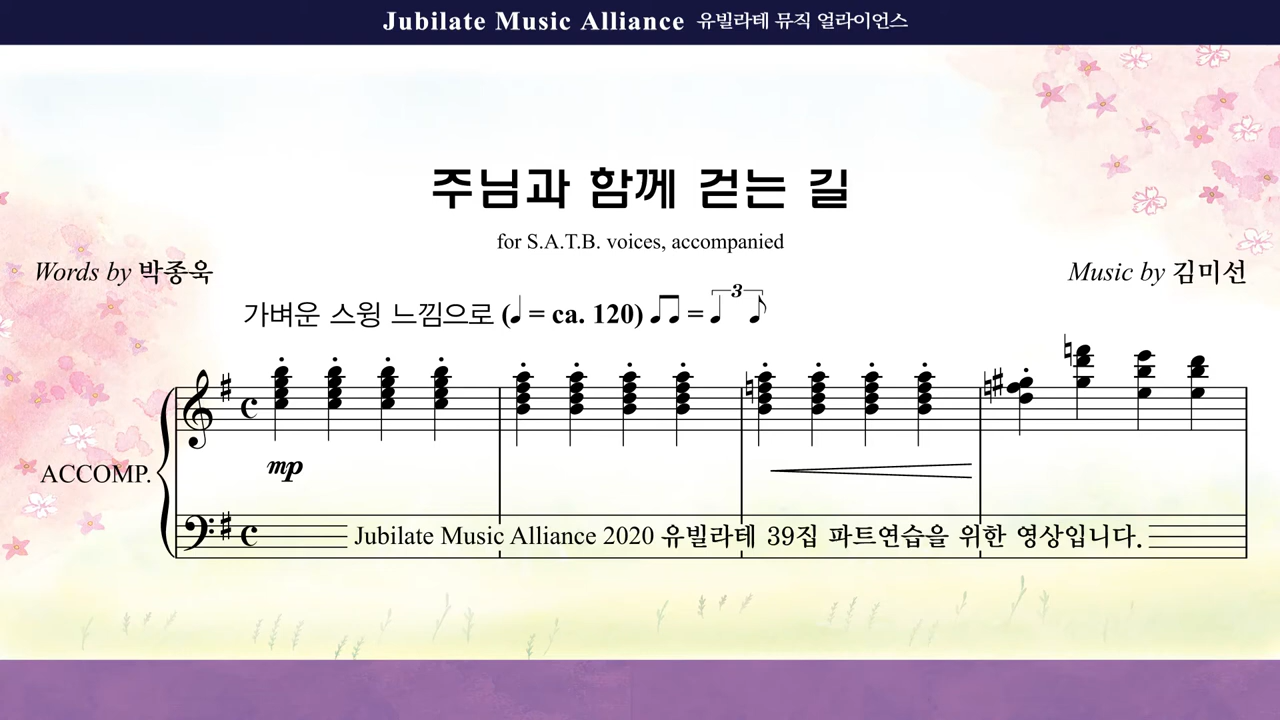 Jubilate Music Alliance 유빌라테 뮤직 얼라이언스
주님과 함께 걷는 길
for S.A.T.B. voices, accompanied
Words by 박종욱
Music by 김미선
가벼운 스윙 느낌으로 (♩ = ca. 120) ♫ = ♩ ♪ 3
mp
ACCOMP.
Jubilate Music Alliance 2020 유빌라테 39집 파트연습을 위한 영상입니다.